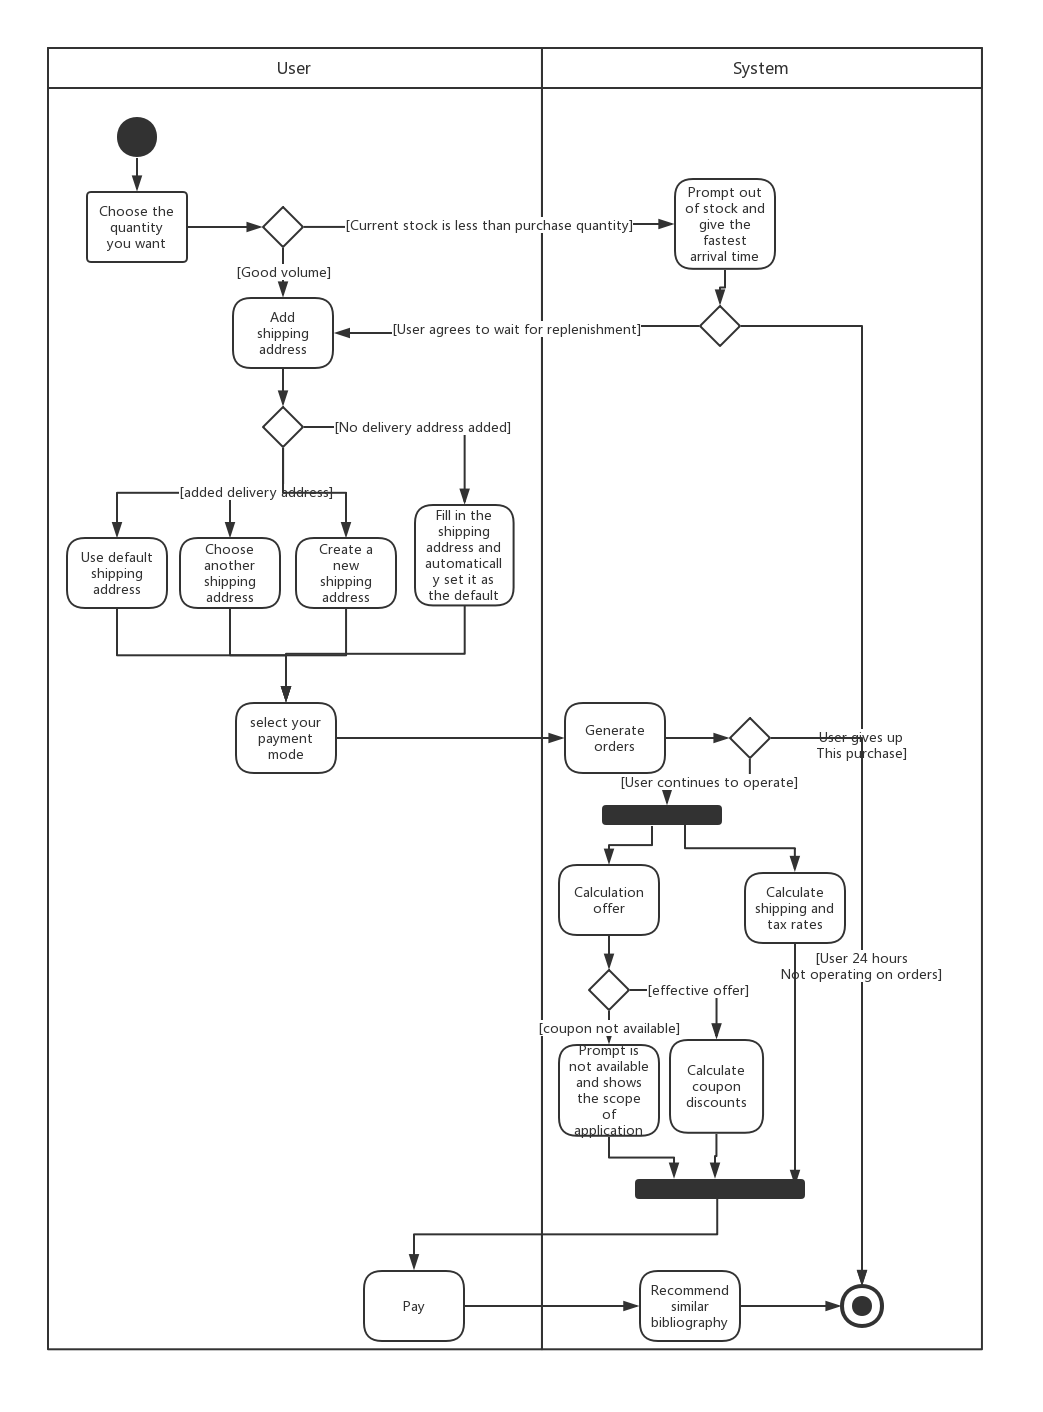 User
System
Choose the
quantity
you want
[Current stock is less than purchase quantity]
Prompt out
of stock and
give the
fastest
arrival time
[Good volume]
Add
shipping
address
[User agrees to wait for replenishment]
[No delivery address added]
[added delivery address]
Use default
shipping
address
Choose
another
shipping
address
Create a
new
shipping
address
Fill in the
shipping
address and
automaticall
y set it as
the default
select your
payment
mode
Generate
orders
User gives up
This purchase]
[User continues to operate]
Calculation
offer
Calculate
shipping and
tax rates
[User 24 hours
Not operating on orders]
[effective offer]
[coupon not available]
Prompt is
not available
and shows
the scope
of
application
Calculate
coupon
discounts
Pay
Recommend
similar
bibliography